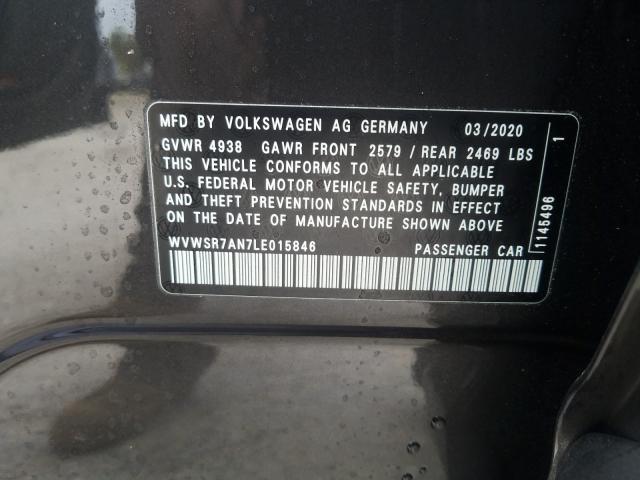 MFD BY VOLKSWAGEN AG GERMANY 03/2020
GVWR 4938 GAWR FRONT 2579 / REAR 2469 LBS
THIS VEHICLE CONFORMS TO ALL APPLICABLE
U.S. FEDERAL MOTOR VEHICLE SAFETY, BUMPER
AND THEFT PREVENTION STANDARDS IN EFFECT
ON THE DATE OF MANUFACTURE SHOWN ABOVE
WVWSR7AN7LE015846 PASSENGER CAR
1145496 1